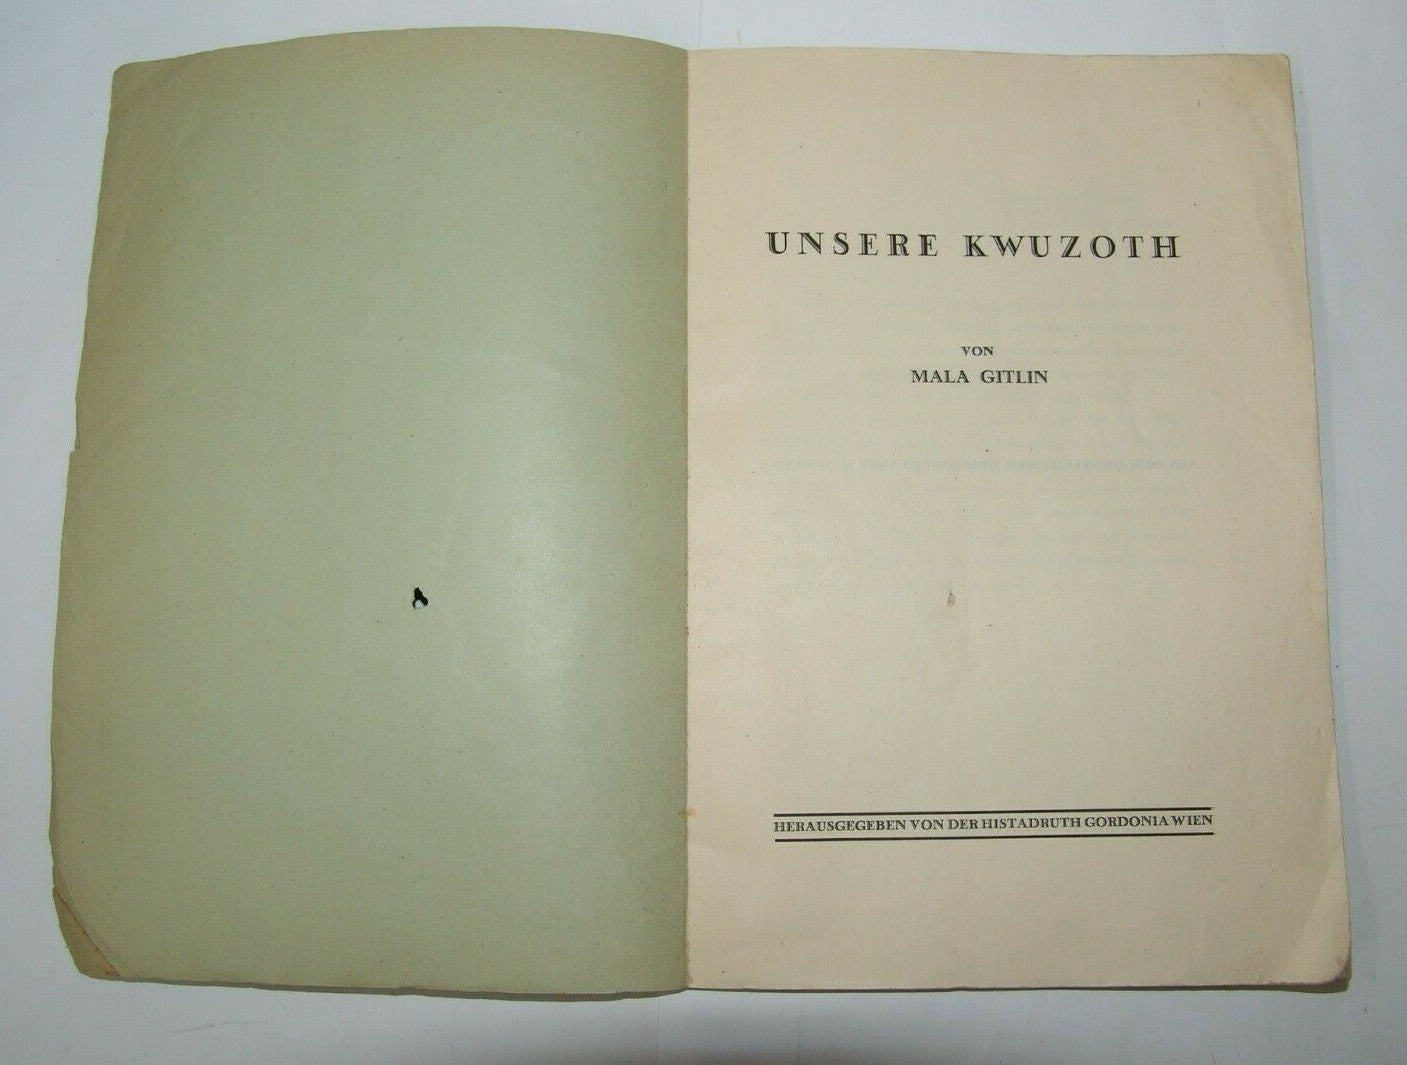 UNSERE KWUZOTH
VON
MALA GITLIN
HERAUSGEGEBEN VON DER HISTADRUTH GORDONIA WIEN